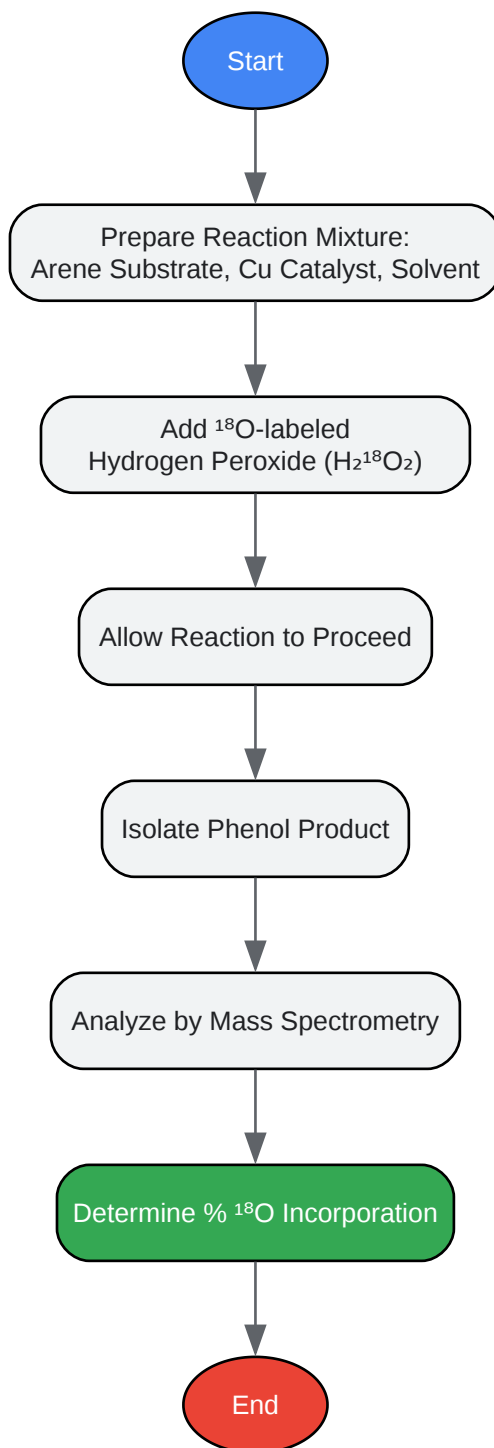 Start
Prepare Reaction Mixture:
Arene Substrate, Cu Catalyst, Solvent
Add ¹⁸O-labeled
Hydrogen Peroxide (H₂¹⁸O₂)
Allow Reaction to Proceed
Isolate Phenol Product
Analyze by Mass Spectrometry
Determine % ¹⁸O Incorporation
End